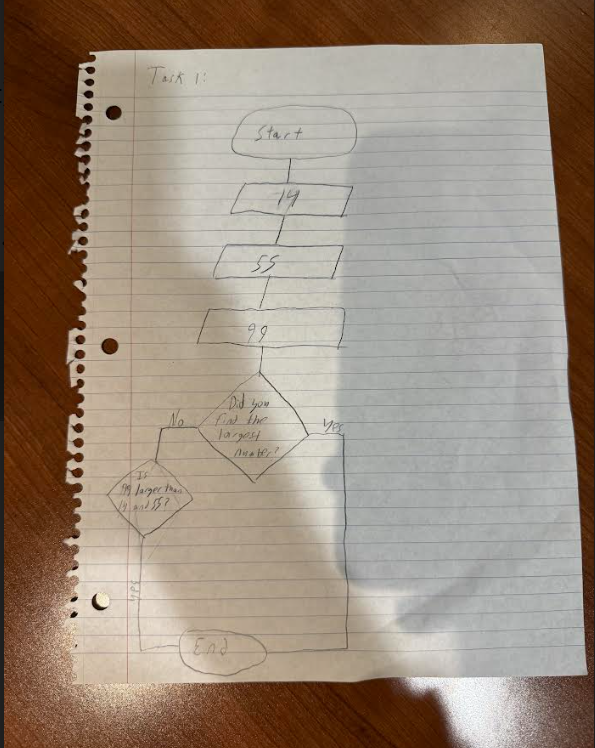 Task 1:
Start
14
55
99
Did you
find the
largest
number?
No
Yes
Is
99 larger than
14 and 55?
yes
End